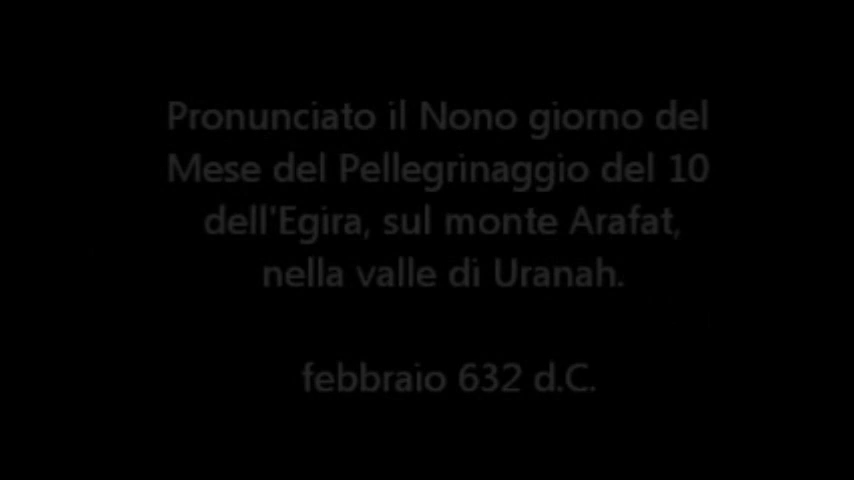 Pronunciato il Nono giorno del
Mese del Pellegrinaggio del 10
dell'Egira, sul monte Arafat,
nella valle di Uranah.
febbraio 632 d.C.